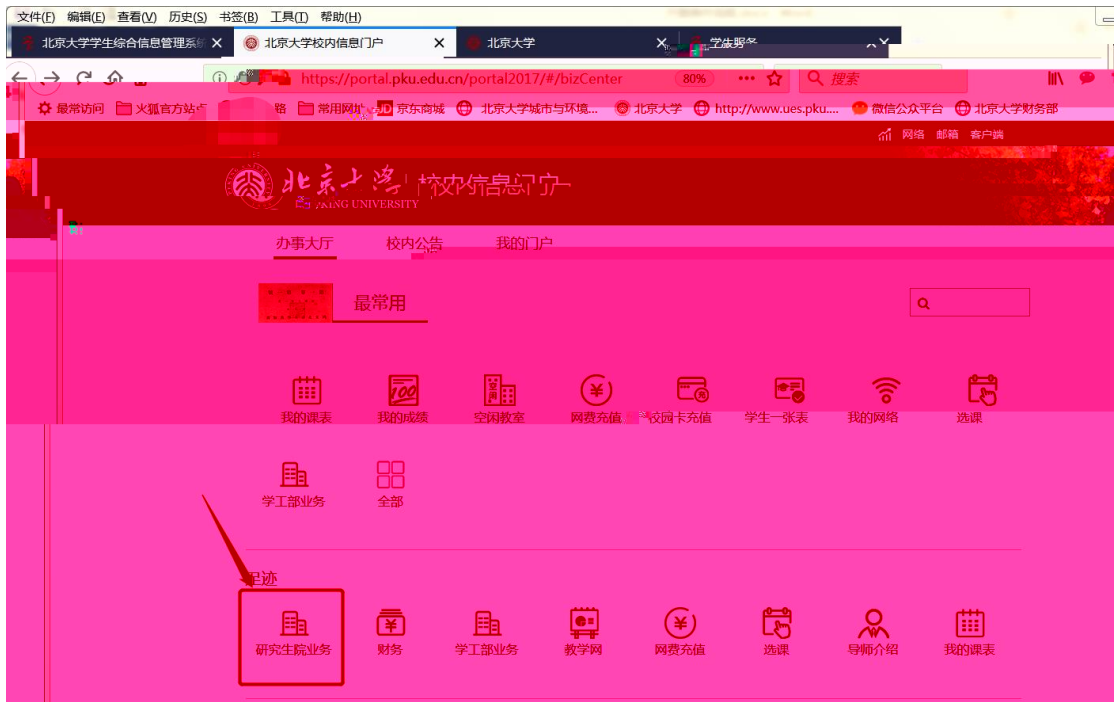 文件(F) 编辑(E) 查看(V) 历史(S) 书签(B) 工具(T) 帮助(H)
北京大学学生综合信息管理系统 北京大学校内信息门户 北京大学
https://portal.pku.edu.cn/portal2017/#/bizCenter 80% 搜索
最常访问 火狐官方站点 常用网址 京东商城 北京大学城市与环境... 北京大学 http://www.ues.pku.... 微信公众平台 北京大学财务部
网络 邮箱 客户端
北京大学 校内信息门户
UNIVERSITY
办事大厅 校内公告 我的门户
最常用
我的课表 我的成绩 空闲教室 网费充值 校园卡充值 学生一张表 我的网络 选课
学工部业务 全部
足迹
研究生院业务 财务 学工部业务 教学网 网费充值 选课 导师介绍 我的课表